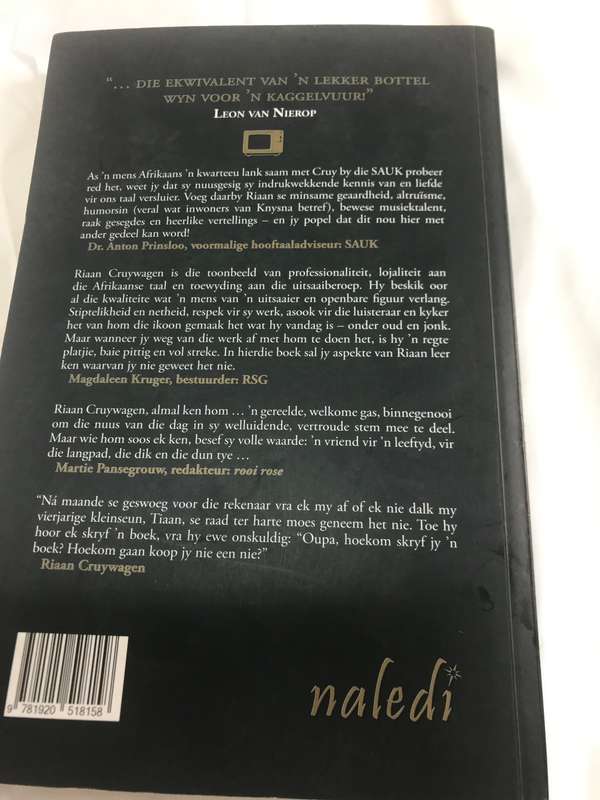 “... DIE EKWIVALENT VAN ’N LEKKER BOTTEL
WYN VOOR ’N KAGGELVUUR!”
LEON VAN NIEROP
As ’n mens Afrikaans ’n kwarteeu lank saam met Cruy by die SAUK probeer
red het, weet jy dat sy nuusgesig sy indrukwekkende kennis van en liefde
vir ons taal versluier. Voeg daarby Riaan se minsame geaardheid, altruïsme,
humorsin (veral wat inwoners van Knysna betref), bewese musiektalent,
raak gesegdes en heerlike vertellings – en jy popel dat dit nou hier met
ander gedeel kan word!
Dr. Anton Prinsloo, voormalige hooftaaladviseur: SAUK
Riaan Cruywagen is die toonbeeld van professionaliteit, lojaliteit aan
die Afrikaanse taal en toewyding aan die uitsaaiberoep. Hy beskik oor
al die kwaliteite wat ’n mens van ’n uitsaaier en openbare figuur verlang.
Stiptelikheid en netheid, respek vir sy werk, asook vir die luisteraar en kyker
het van hom die ikoon gemaak het wat hy vandag is – onder oud en jonk.
Maar wanneer jy weg van die werk af met hom te doen het, is hy ’n regte
platjie, baie pittig en vol streke. In hierdie boek sal jy aspekte van Riaan leer
ken waarvan jy nie geweet het nie.
Magdaleen Kruger, bestuurder: RSG
Riaan Cruywagen, almal ken hom ... ’n gereelde, welkome gas, binnegenooi
om die nuus van die dag in sy welluidende, vertroude stem mee te deel.
Maar wie hom soos ek ken, besef sy volle waarde: ’n vriend vir ’n leeftyd, vir
die langpad, die dik en die dun tye ...
Martie Pansegrouw, redakteur: rooi rose
“Ná maande se geswoeg voor die rekenaar vra ek my af of ek nie dalk my
vierjarige kleinseun, Tiaan, se raad ter harte moes geneem het nie. Toe hy
hoor ek skryf ’n boek, vra hy ewe onskuldig: “Oupa, hoekom skryf jy ’n
boek? Hoekom gaan koop jy nie een nie?”
Riaan Cruywagen
9 781920 518158
naledi